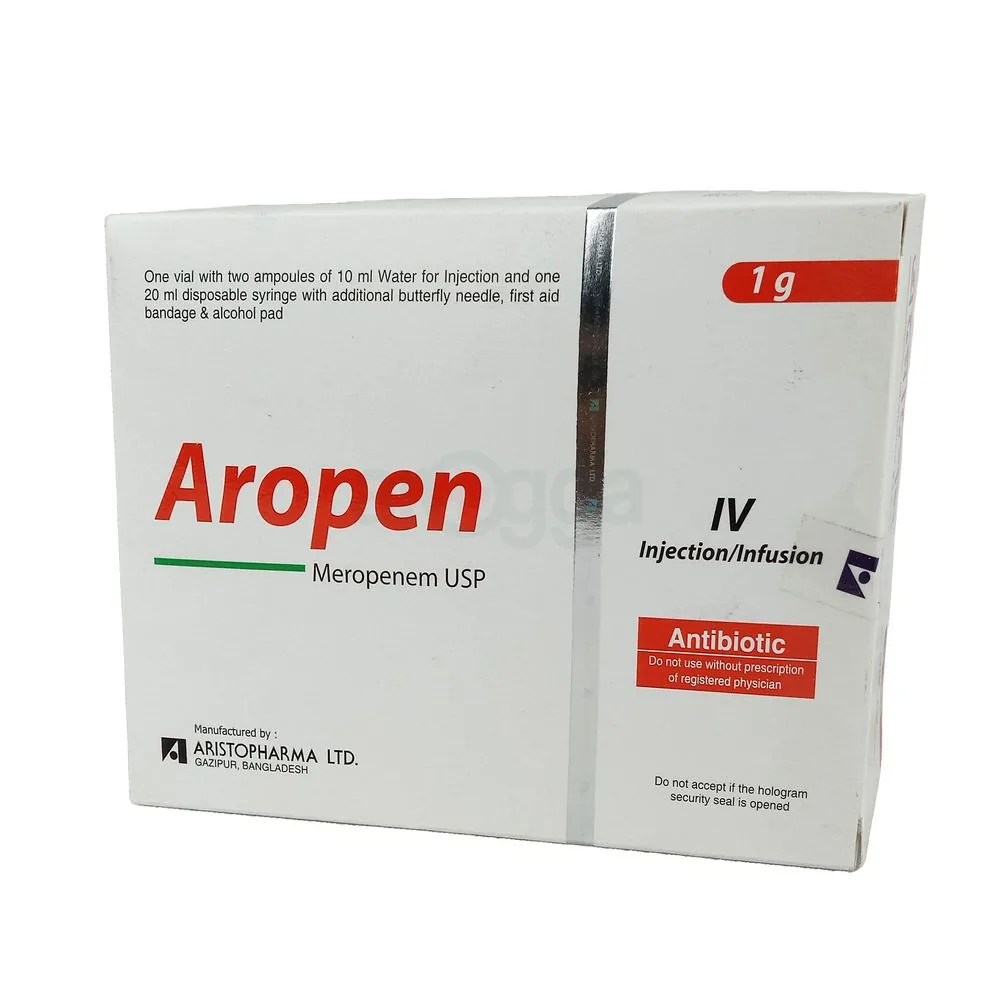 One vial with two ampoules of 10 ml Water for Injection and one
20 ml disposable syringe with additional butterfly needle, first aid
bandage & alcohol pad
Aropen
Meropenem USP
Manufactured by :
ARISTOPHARMA LTD.
GAZIPUR, BANGLADESH
1 g
IV
Injection/Infusion
Antibiotic
Do not use without prescription
of registered physician
Do not accept if the hologram
security seal is opened